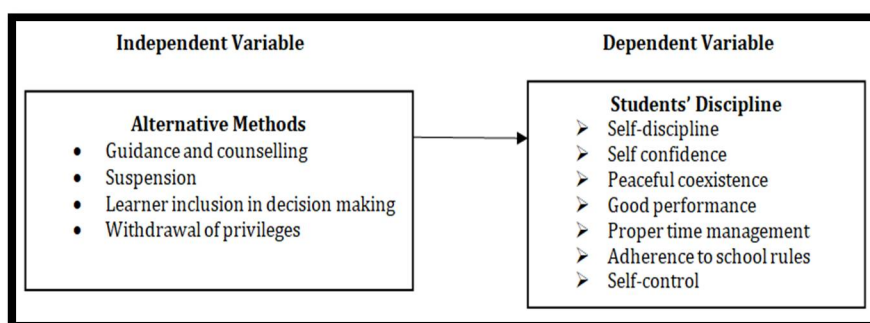 Independent Variable
Alternative Methods
• Guidance and counselling
• Suspension
• Learner inclusion in decision making
• Withdrawal of privileges
Dependent Variable
Students' Discipline
➢ Self-discipline
➢ Self confidence
➢ Peaceful coexistence
➢ Good performance
➢ Proper time management
➢ Adherence to school rules
➢ Self-control